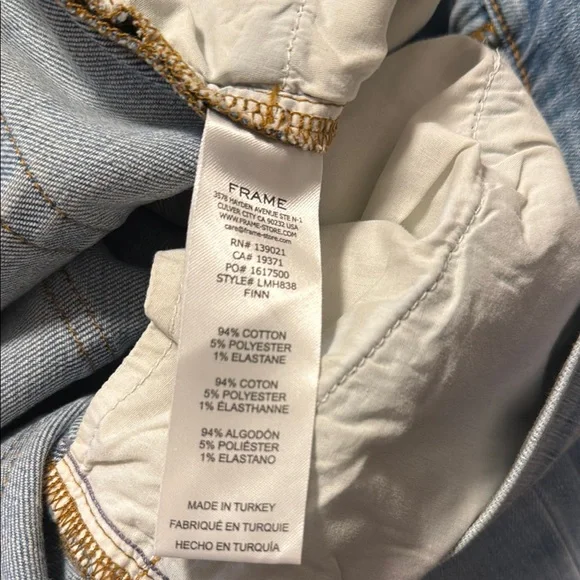 FRAME
3578 HAYDEN AVENUE STE N-1
CULVER CITY CA 90232 USA
WWW.FRAME-STORE.COM
care@frame-store.com
RN# 139021
CA# 19371
PO# 1617500
STYLE# LMH838
FINN
94% COTTON
5% POLYESTER
1% ELASTANE
94% COTON
5% POLYESTER
1% ÉLASTHANNE
94% ALGODÓN
5% POLIÉSTER
1% ELASTANO
MADE IN TURKEY
FABRIQUÉ EN TURQUIE
HECHO EN TURQUÍA